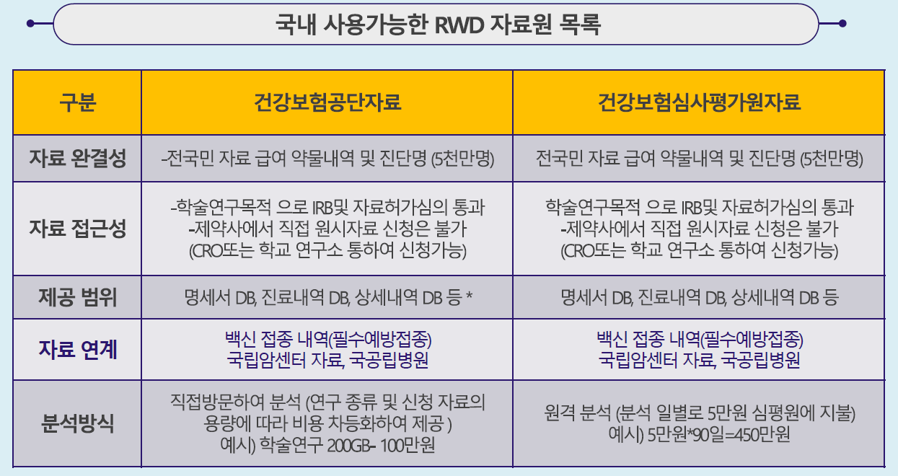 국내 사용가능한 RWD 자료원 목록
구분
건강보험공단자료
건강보험심사평가원자료
자료 완결성
-전국민 자료 급여 약물내역 및 진단명 (5천만명)
전국민 자료 급여 약물내역 및 진단명 (5천만명)
자료 접근성
-학술연구목적 으로 IRB및 자료허가심의 통과
-제약사에서 직접 원시자료 신청은 불가
(CRO또는 학교 연구소 통하여 신청가능)
학술연구목적 으로 IRB및 자료허가심의 통과
-제약사에서 직접 원시자료 신청은 불가
(CRO또는 학교 연구소 통하여 신청가능)
제공 범위
명세서 DB, 진료내역 DB, 상세내역 DB 등 *
명세서 DB, 진료내역 DB, 상세내역 DB 등
자료 연계
백신 접종 내역(필수예방접종)
국립암센터 자료, 국공립병원
백신 접종 내역(필수예방접종)
국립암센터 자료, 국공립병원
분석방식
직접방문하여 분석 (연구 종류 및 신청 자료의
용량에 따라 비용 차등화하여 제공 )
예시) 학술연구 200GB- 100만원
원격 분석 (분석 일별로 5만원 심평원에 지불)
예시) 5만원*90일=450만원